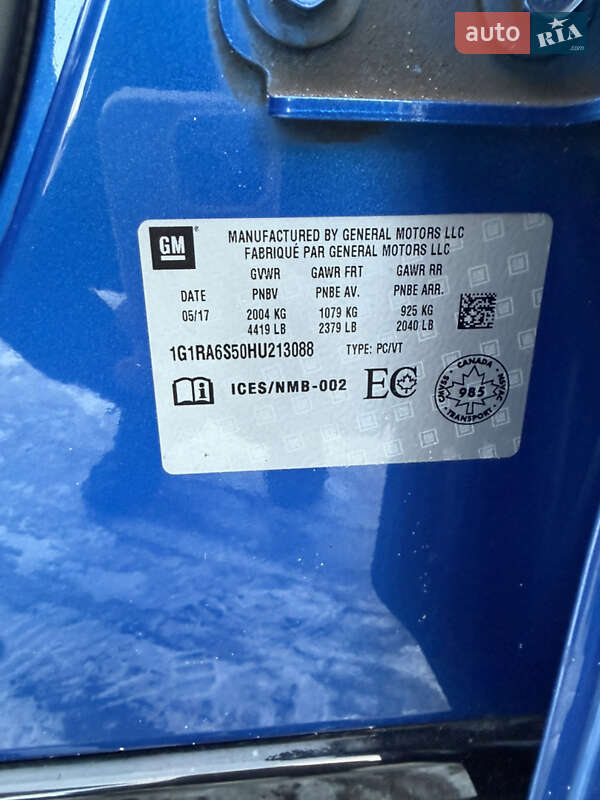 auto RIA .com
GM ® MANUFACTURED BY GENERAL MOTORS LLC
FABRIQUÉ PAR GENERAL MOTORS LLC
GVWR GAWR FRT GAWR RR
DATE PNBV PNBE AV. PNBE ARR.
05/17 2004 KG 1079 KG 925 KG
4419 LB 2379 LB 2040 LB
1G1RA6S50HU213088 TYPE: PC/VT
i ICES/NMB-002 EC
CANADA
985
TRANSPORT